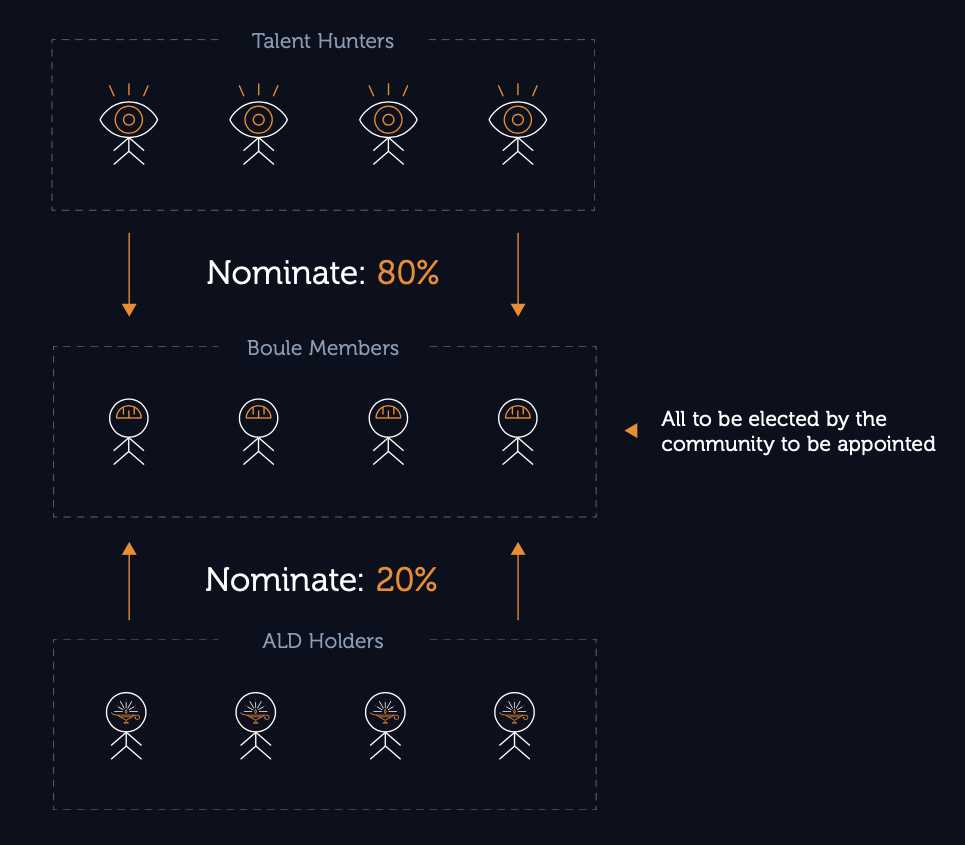 Talent Hunters
Nominate: 80%
Boule Members
All to be elected by the
community to be appointed
Nominate: 20%
ALD Holders